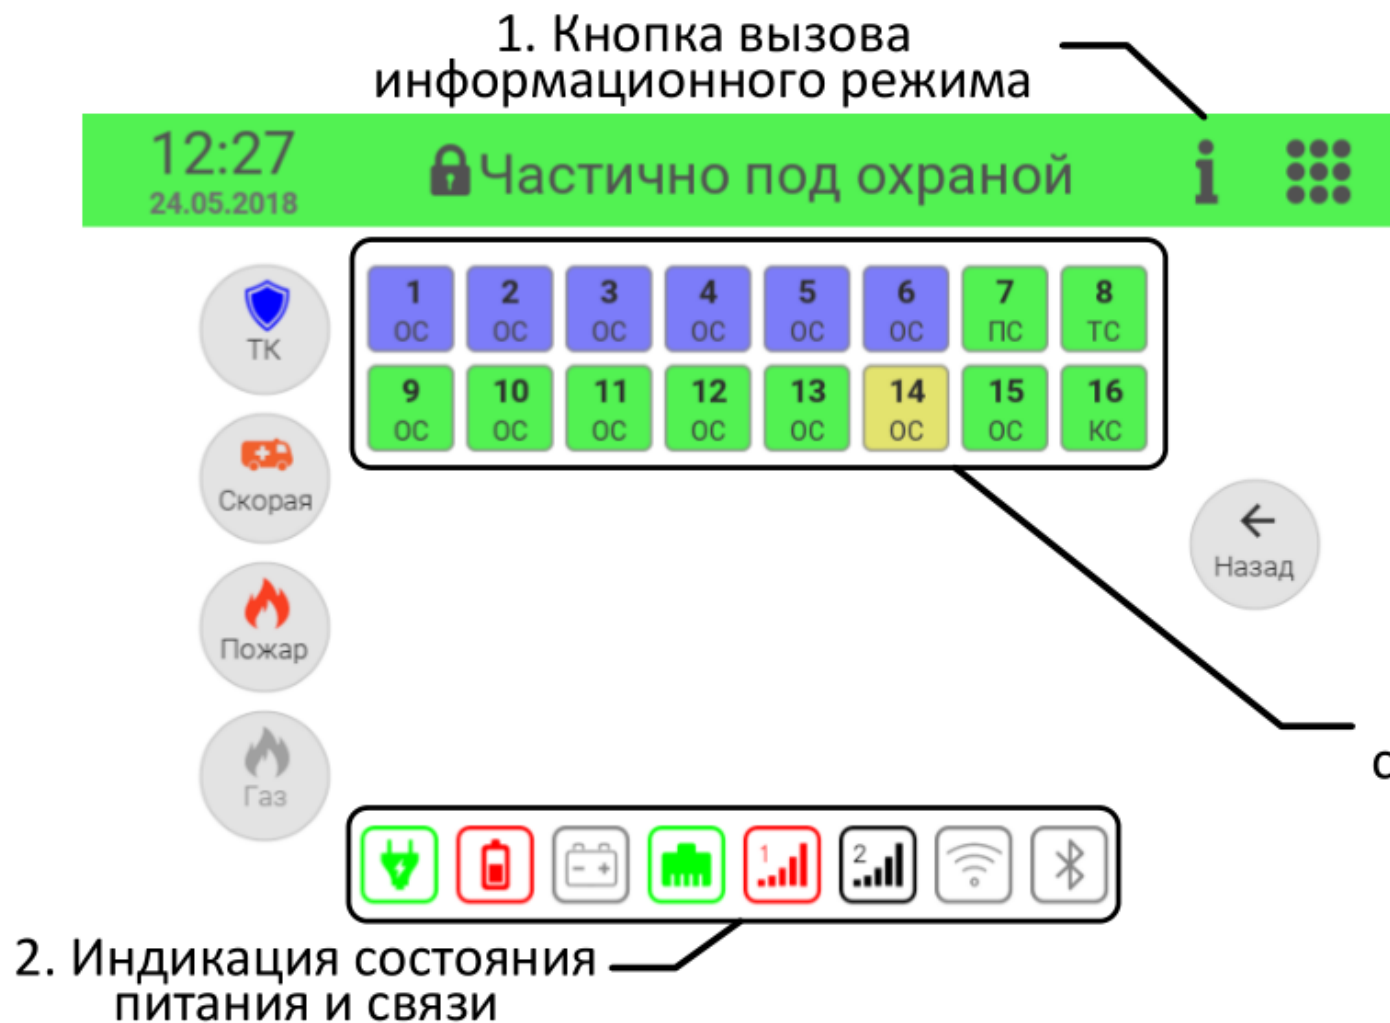 1. Кнопка вызова
информационного режима
12:27
24.05.2018
Частично под охраной
1 2 3 4 5 6 7 8
ОС ОС ОС ОС ОС ОС ПС ТС
9 10 11 12 13 14 15 16
ОС ОС ОС ОС ОС ОС ОС КС
ТК
Скорая
Пожар
Газ
Назад
1 2
2. Индикация состояния
питания и связи